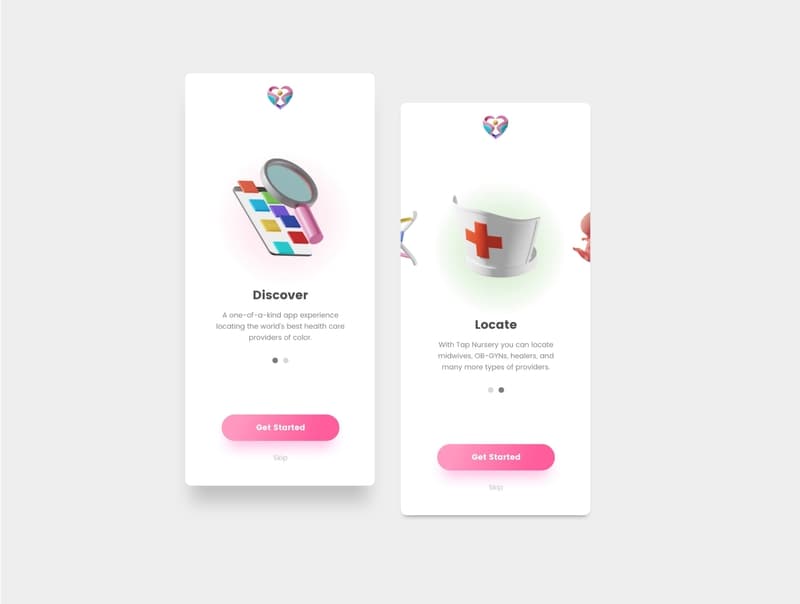 Discover
A one-of-a-kind app experience
locating the world's best health care
providers of color.
Get Started
Skip
Locate
With Tap Nursery you can locate
midwives, OB-GYNs, healers, and
many more types of providers.
Get Started
Skip